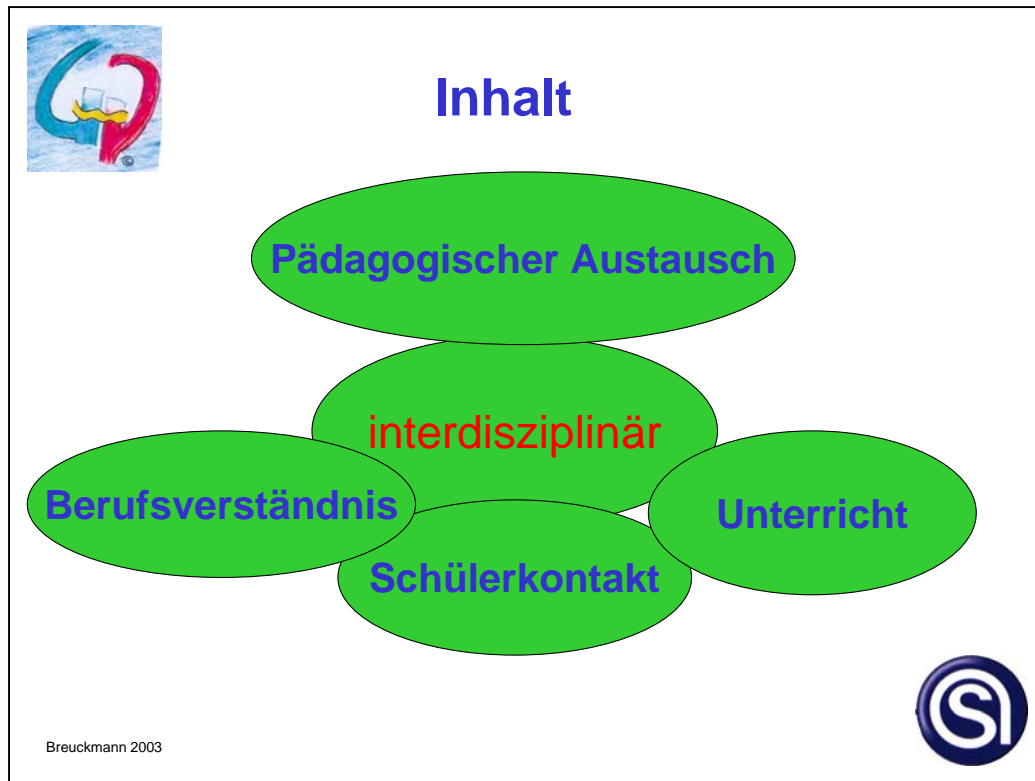 Inhalt
Pädagogischer Austausch
interdisziplinär
Berufsverständnis
Unterricht
Schülerkontakt
Breuckmann 2003